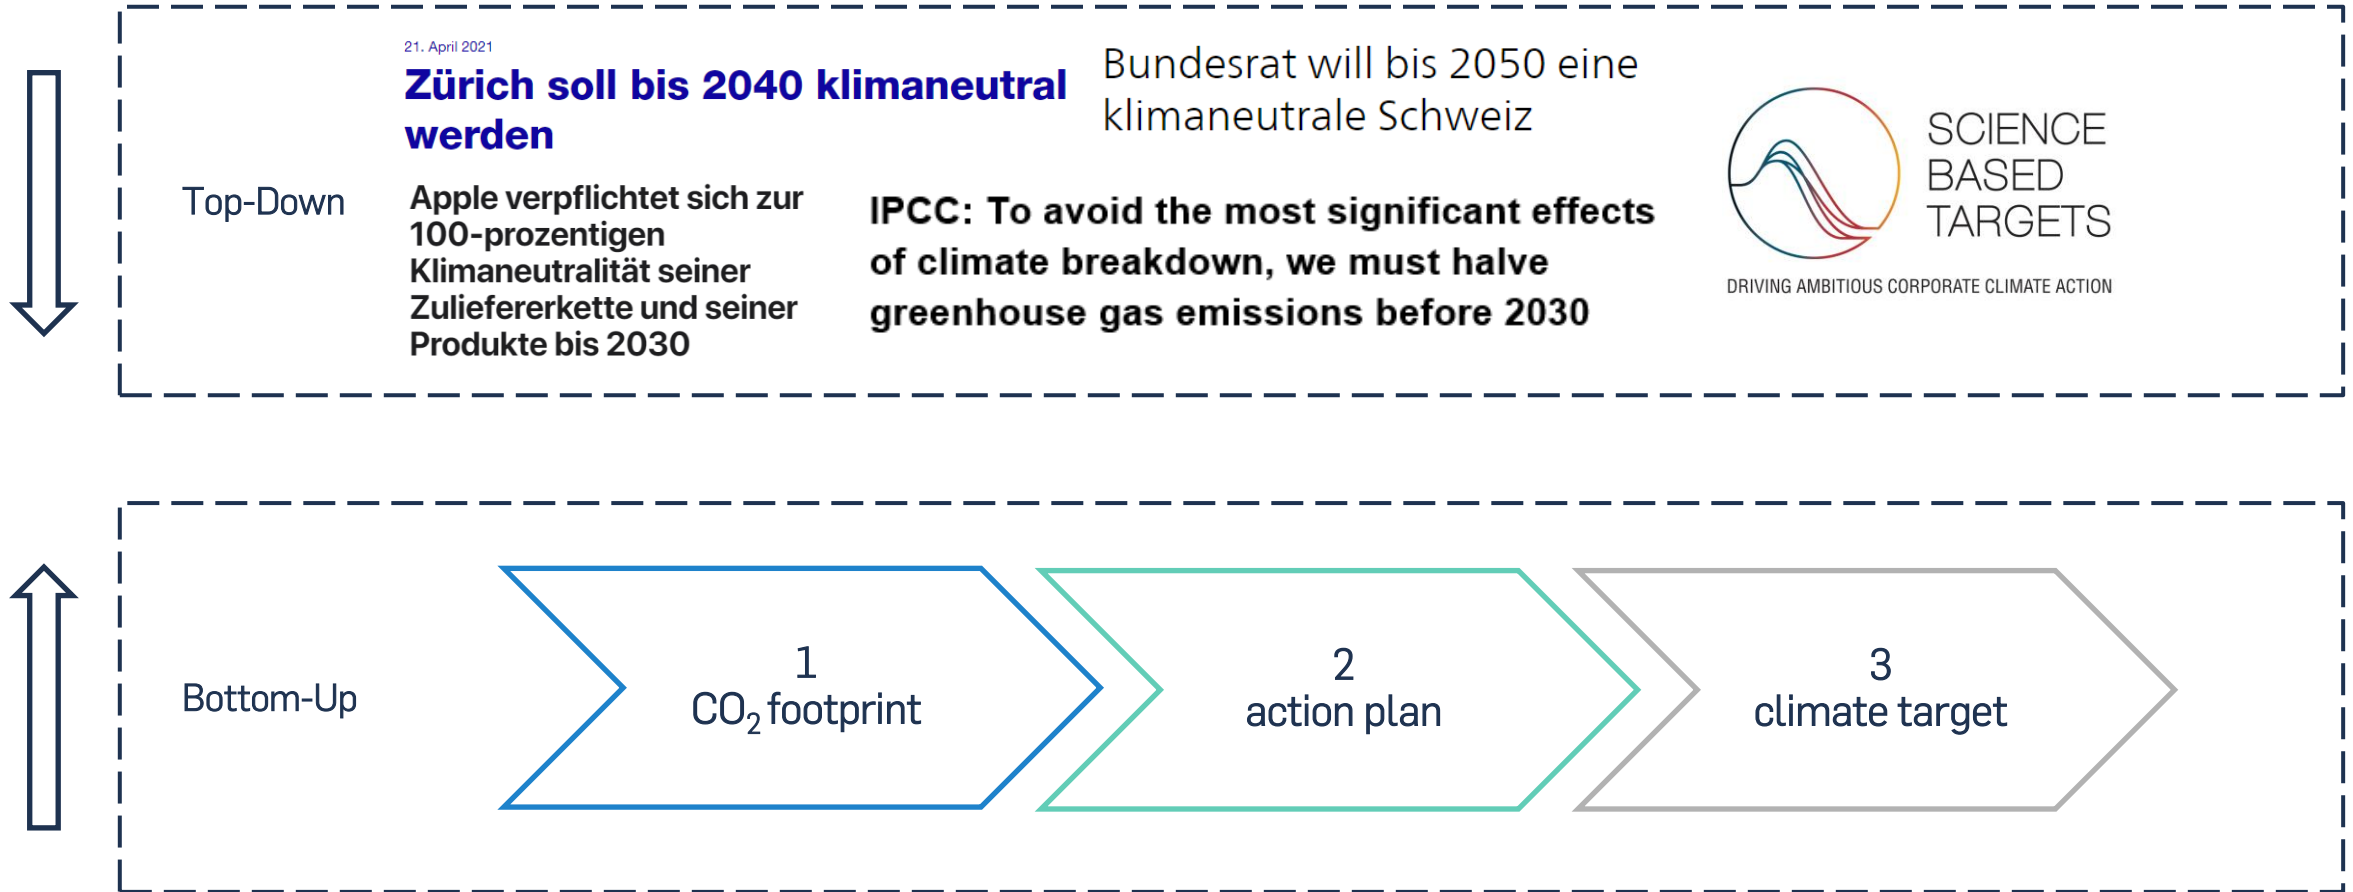 Top-Down
21. April 2021
Zürich soll bis 2040 klimaneutral
werden
Bundesrat will bis 2050 eine
klimaneutrale Schweiz
Apple verpflichtet sich zur
100-prozentigen
Klimaneutralität seiner
Zuliefererkette und seiner
Produkte bis 2030
IPCC: To avoid the most significant effects
of climate breakdown, we must halve
greenhouse gas emissions before 2030
SCIENCE
BASED
TARGETS
DRIVING AMBITIOUS CORPORATE CLIMATE ACTION
Bottom-Up
1
CO₂ footprint
2
action plan
3
climate target